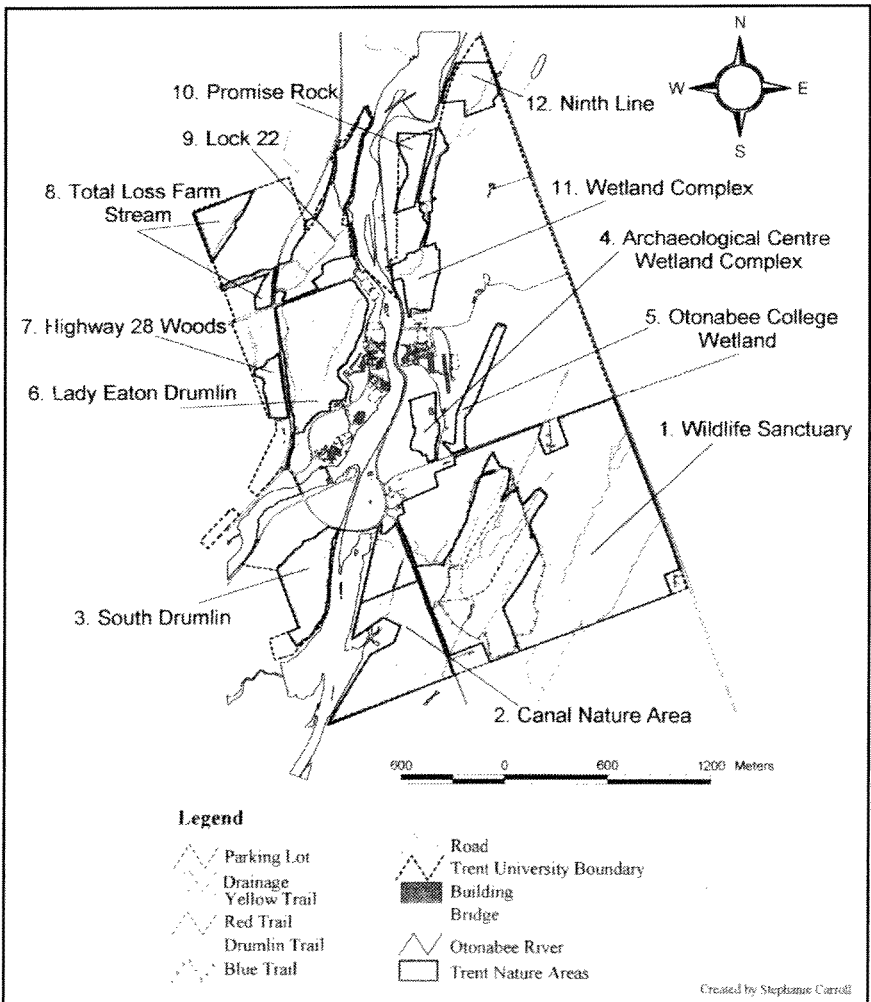 N
W
E
S
10. Promise Rock
12. Ninth Line
9. Lock 22
8. Total Loss Farm
Stream
11. Wetland Complex
4. Archaeological Centre
Wetland Complex
7. Highway 28 Woods
5. Otonabee College
Wetland
6. Lady Eaton Drumlin
1. Wildlife Sanctuary
3. South Drumlin
2. Canal Nature Area
600
0
600
1200 Meters
Legend
Parking Lot
Drainage
Yellow Trail
Red Trail
Drumlin Trail
Blue Trail
Road
Trent University Boundary
Building
Bridge
Otonabee River
Trent Nature Areas
Created by Stephanie Carroll